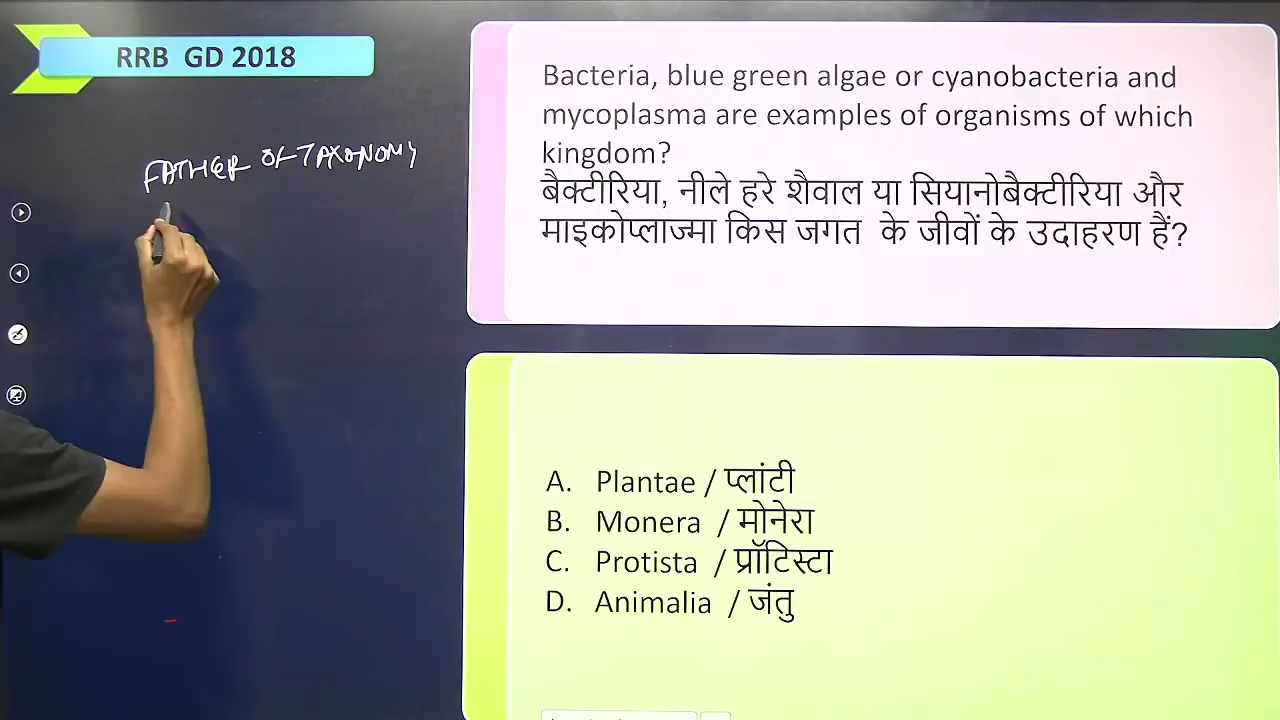 RRB GD 2018
FATHER OF TAXONOMY
Bacteria, blue green algae or cyanobacteria and
mycoplasma are examples of organisms of which
kingdom?
बैक्टीरिया, नीले हरे शैवाल या सियानोबैक्टीरिया और
माइकोप्लाज्मा किस जगत के जीवों के उदाहरण हैं?
A. Plantae / प्लांटी
B. Monera / मोनेरा
C. Protista / प्रॉटिस्टा
D. Animalia / जंतु